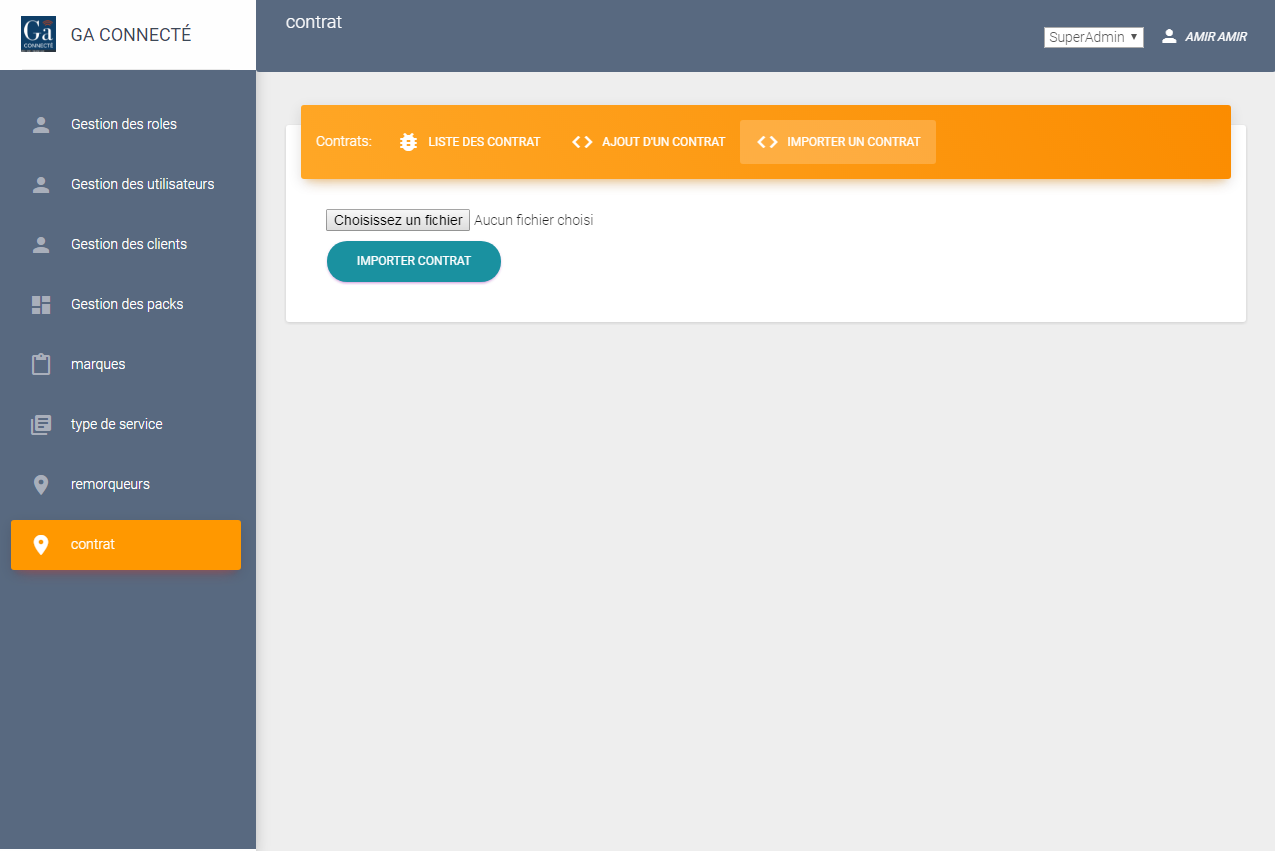 Ga
CONNECTÉ
GA CONNECTÉ
contrat
SuperAdmin
AMIR AMIR
Gestion des roles
Gestion des utilisateurs
Gestion des clients
Gestion des packs
marques
type de service
remorqueurs
contrat
Contrats: LISTE DES CONTRAT AJOUT D'UN CONTRAT IMPORTER UN CONTRAT
Choisissez un fichier Aucun fichier choisi
IMPORTER CONTRAT